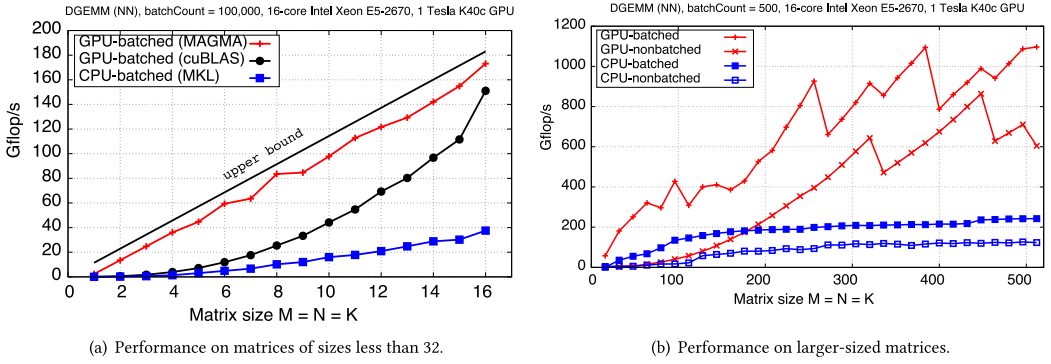 DGEMM (NN), batchCount = 100,000, 16-core Intel Xeon E5-2670, 1 Tesla K40c GPU
200
180
160
140
120
100
80
60
40
20
0
Gflop/s
GPU-batched (MAGMA)
GPU-batched (cuBLAS)
CPU-batched (MKL)
upper bound
0 2 4 6 8 10 12 14 16
Matrix size M = N = K
(a) Performance on matrices of sizes less than 32.
DGEMM (NN), batchCount = 500, 16-core Intel Xeon E5-2670, 1 Tesla K40c GPU
1200
1000
800
600
400
200
0
Gflop/s
GPU-batched
GPU-nonbatched
CPU-batched
CPU-nonbatched
0 100 200 300 400 500
Matrix size M = N = K
(b) Performance on larger-sized matrices.